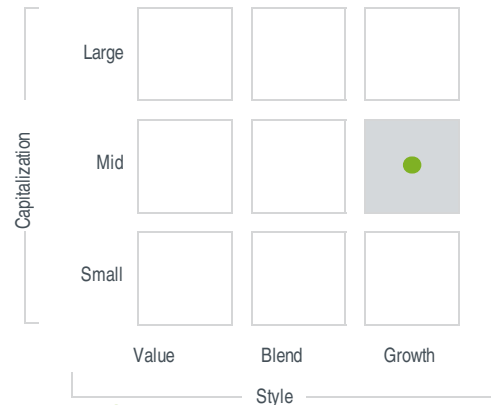 Large
Capitalization
Mid
Small
Value Blend Growth
Style